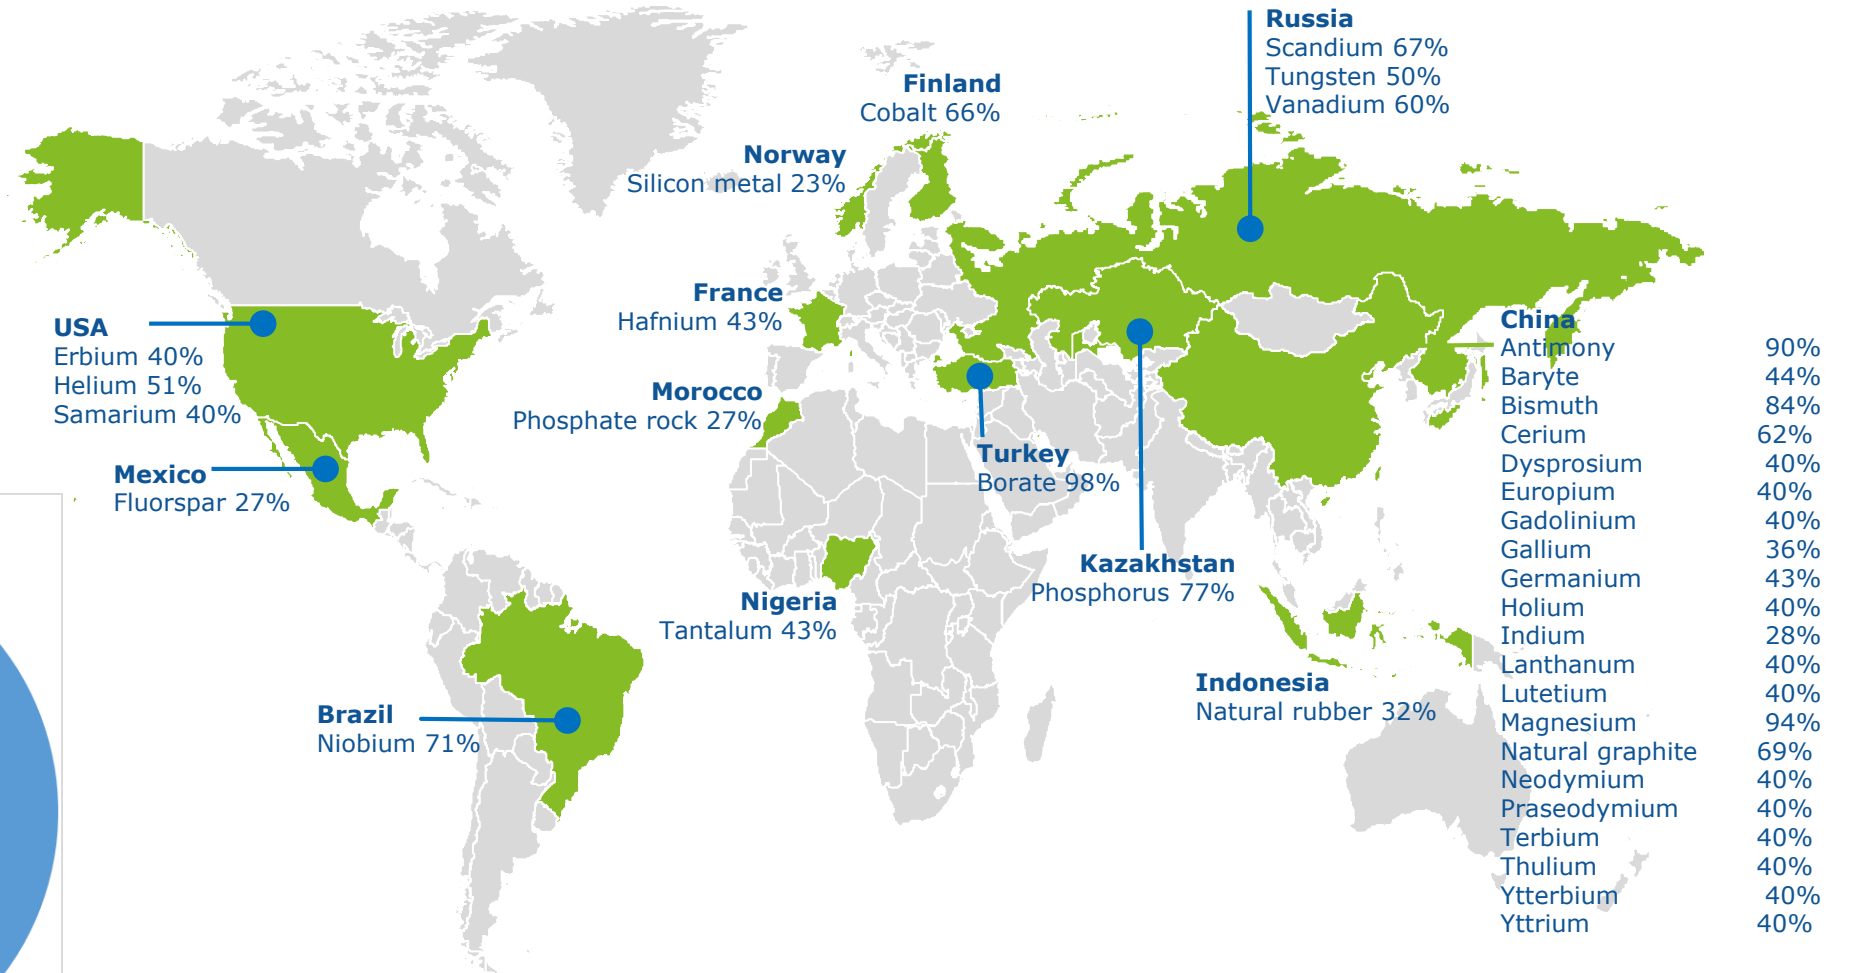 Russia
Scandium 67%
Tungsten 50%
Vanadium 60%
Finland
Cobalt 66%
Norway
Silicon metal 23%
France
Hafnium 43%
USA
Erbium 40%
Helium 51%
Samarium 40%
Morocco
Phosphate rock 27%
Mexico
Fluorspar 27%
Turkey
Borate 98%
Kazakhstan
Phosphorus 77%
Nigeria
Tantalum 43%
Indonesia
Natural rubber 32%
Brazil
Niobium 71%
China
Antimony 90%
Baryte 44%
Bismuth 84%
Cerium 62%
Dysprosium 40%
Europium 40%
Gadolinium 40%
Gallium 36%
Germanium 43%
Holium 40%
Indium 28%
Lanthanum 40%
Lutetium 40%
Magnesium 94%
Natural graphite 69%
Neodymium 40%
Praseodymium 40%
Terbium 40%
Thulium 40%
Ytterbium 40%
Yttrium 40%